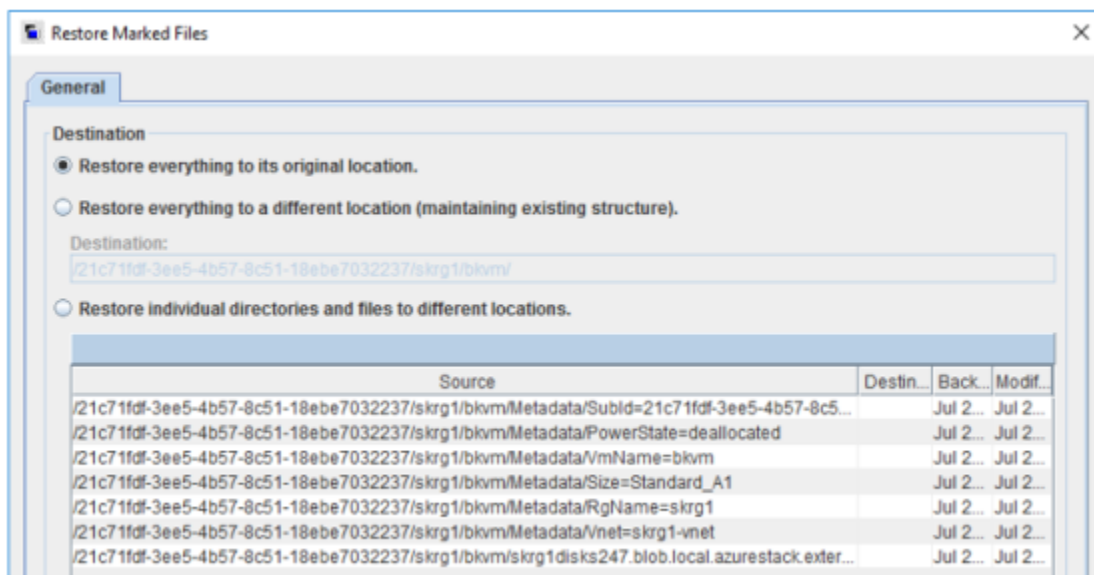 Restore Marked Files
General
Destination
Restore everything to its original location.
Restore everything to a different location (maintaining existing structure).
Destination:
/21c71fdf-3ee5-4b57-8c51-18ebe7032237/skrg1/bkvm/
Restore individual directories and files to different locations.
Source Destin... Back... Modif...
/21c71fdf-3ee5-4b57-8c51-18ebe7032237/skrg1/bkvm/Metadata/SubId=21c71fdf-3ee5-4b57-8c5... Jul 2... Jul 2...
/21c71fdf-3ee5-4b57-8c51-18ebe7032237/skrg1/bkvm/Metadata/PowerState=deallocated Jul 2... Jul 2...
/21c71fdf-3ee5-4b57-8c51-18ebe7032237/skrg1/bkvm/Metadata/VmName=bkvm Jul 2... Jul 2...
/21c71fdf-3ee5-4b57-8c51-18ebe7032237/skrg1/bkvm/Metadata/Size=Standard_A1 Jul 2... Jul 2...
/21c71fdf-3ee5-4b57-8c51-18ebe7032237/skrg1/bkvm/Metadata/RgName=skrg1 Jul 2... Jul 2...
/21c71fdf-3ee5-4b57-8c51-18ebe7032237/skrg1/bkvm/Metadata/Vnet=skrg1-vnet Jul 2... Jul 2...
/21c71fdf-3ee5-4b57-8c51-18ebe7032237/skrg1/bkvm/skrg1disks247.blob.local.azurestack.exter... Jul 2... Jul 2...